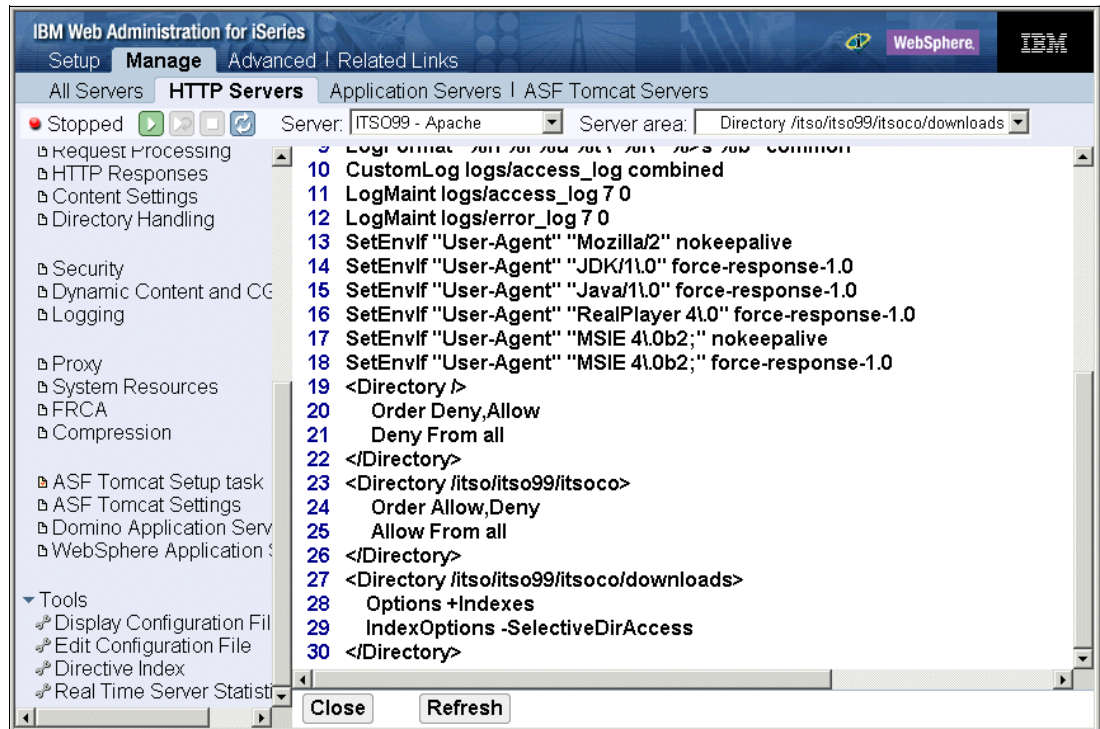 IBM Web Administration for iSeries
WebSphere.
IBM
Setup Manage Advanced | Related Links
All Servers HTTP Servers Application Servers | ASF Tomcat Servers
Stopped Server: ITSO99 - Apache Server area: Directory /itso/itso99/itsoco/downloads
Request Processing
HTTP Responses
Content Settings
Directory Handling
Security
Dynamic Content and CG
Logging
Proxy
System Resources
FRCA
Compression
ASF Tomcat Setup task
ASF Tomcat Settings
Domino Application Serv
WebSphere Application S
Tools
Display Configuration Fil
Edit Configuration File
Directive Index
Real Time Server Statisti
9 LogFormat common
10 CustomLog logs/access_log combined
11 LogMaint logs/access_log 7 0
12 LogMaint logs/error_log 7 0
13 SetEnvIf "User-Agent" "Mozilla/2" nokeepalive
14 SetEnvIf "User-Agent" "JDK/1\.0" force-response-1.0
15 SetEnvIf "User-Agent" "Java/1\.0" force-response-1.0
16 SetEnvIf "User-Agent" "RealPlayer 4\.0" force-response-1.0
17 SetEnvIf "User-Agent" "MSIE 4\.0b2;" nokeepalive
18 SetEnvIf "User-Agent" "MSIE 4\.0b2;" force-response-1.0
19 <Directory />
20 Order Deny,Allow
21 Deny From all
22 </Directory>
23 <Directory /itso/itso99/itsoco>
24 Order Allow,Deny
25 Allow From all
26 </Directory>
27 <Directory /itso/itso99/itsoco/downloads>
28 Options +Indexes
29 IndexOptions -SelectiveDirAccess
30 </Directory>
Close Refresh